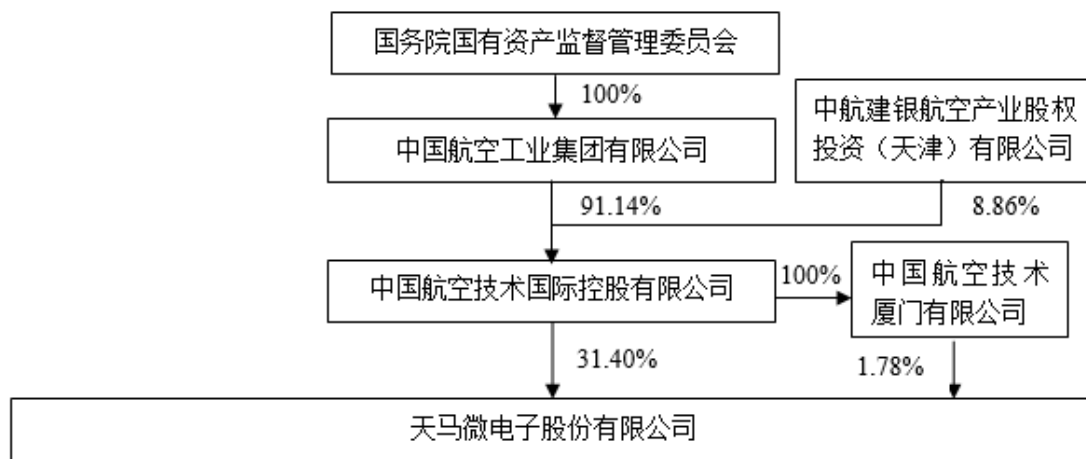 国务院国有资产监督管理委员会
100%
中国航空工业集团有限公司
中航建银航空产业股权
投资（天津）有限公司
91.14%
8.86%
中国航空技术国际控股有限公司
100%
中国航空技术
厦门有限公司
31.40%
1.78%
天马微电子股份有限公司